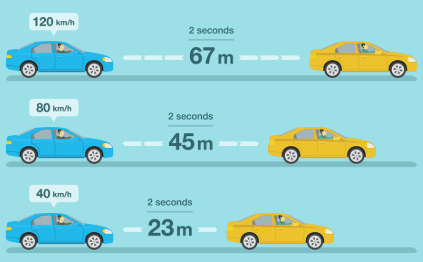 120 km/h
2 seconds
67 m
80 km/h
2 seconds
45 m
40 km/h
2 seconds
23 m